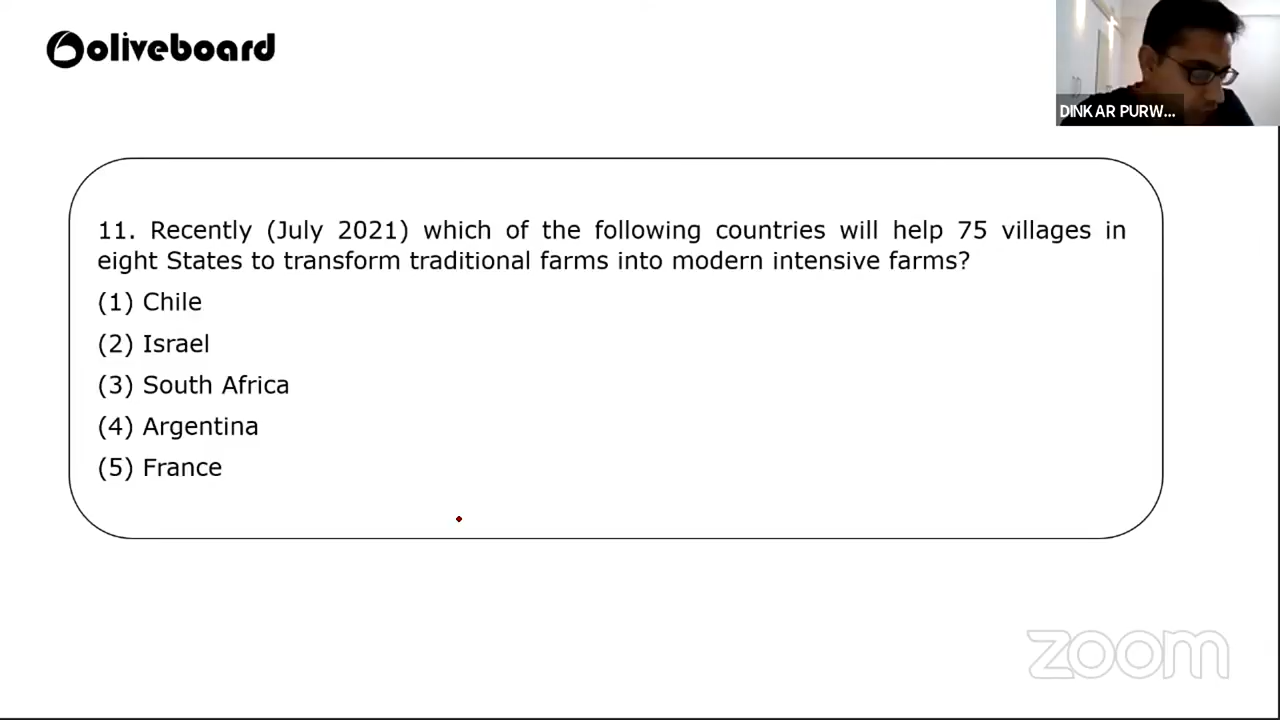 oliveboard
DINKAR PURW...
11. Recently (July 2021) which of the following countries will help 75 villages in
eight States to transform traditional farms into modern intensive farms?
(1) Chile
(2) Israel
(3) South Africa
(4) Argentina
(5) France
zoom